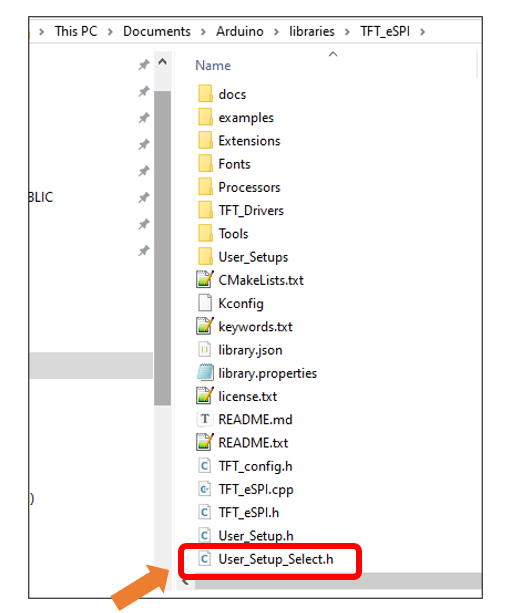 › This PC › Documents › Arduino › libraries › TFT_eSPI ›
Name
docs
examples
Extensions
Fonts
BLIC
Processors
TFT_Drivers
Tools
User_Setups
CMakeLists.txt
Kconfig
keywords.txt
library.json
library.properties
license.txt
README.md
README.txt
TFT_config.h
TFT_eSPI.cpp
)
TFT_eSPI.h
User_Setup.h
User_Setup_Select.h